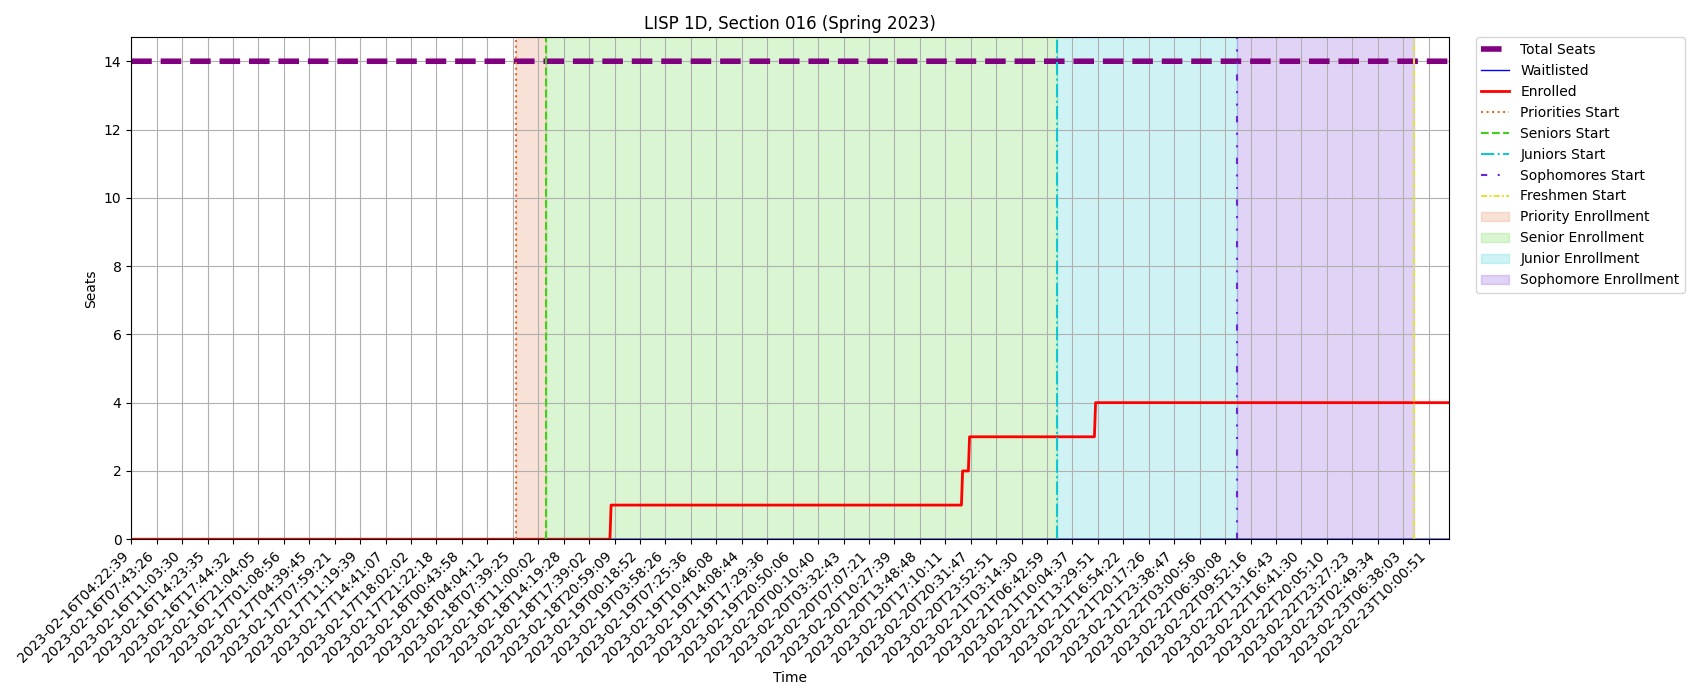 LISP 1D, Section 016 (Spring 2023)
Seats
14
12
10
8
6
4
2
0
2023-02-16T04:22:39
2023-02-16T07:43:26
2023-02-16T11:03:30
2023-02-16T14:23:35
2023-02-16T17:44:32
2023-02-16T21:04:05
2023-02-17T01:08:56
2023-02-17T04:39:45
2023-02-17T07:59:21
2023-02-17T11:19:39
2023-02-17T14:41:07
2023-02-17T18:02:02
2023-02-17T21:22:18
2023-02-18T00:43:58
2023-02-18T04:04:12
2023-02-18T07:39:25
2023-02-18T11:00:02
2023-02-18T14:19:28
2023-02-18T17:39:02
2023-02-18T20:59:09
2023-02-19T00:18:52
2023-02-19T03:58:26
2023-02-19T07:25:36
2023-02-19T10:46:08
2023-02-19T14:08:44
2023-02-19T17:29:36
2023-02-19T20:50:06
2023-02-20T00:10:40
2023-02-20T03:32:43
2023-02-20T07:07:21
2023-02-20T10:27:39
2023-02-20T13:48:48
2023-02-20T17:10:11
2023-02-20T20:31:47
2023-02-20T23:52:51
2023-02-21T03:14:30
2023-02-21T06:42:59
2023-02-21T10:04:37
2023-02-21T13:29:51
2023-02-21T16:54:22
2023-02-21T20:17:26
2023-02-21T23:38:47
2023-02-22T03:00:56
2023-02-22T06:30:08
2023-02-22T09:52:16
2023-02-22T13:16:43
2023-02-22T16:41:30
2023-02-22T20:05:10
2023-02-22T23:27:23
2023-02-23T02:49:34
2023-02-23T06:38:03
2023-02-23T10:00:51
Time
Total Seats
Waitlisted
Enrolled
Priorities Start
Seniors Start
Juniors Start
Sophomores Start
Freshmen Start
Priority Enrollment
Senior Enrollment
Junior Enrollment
Sophomore Enrollment